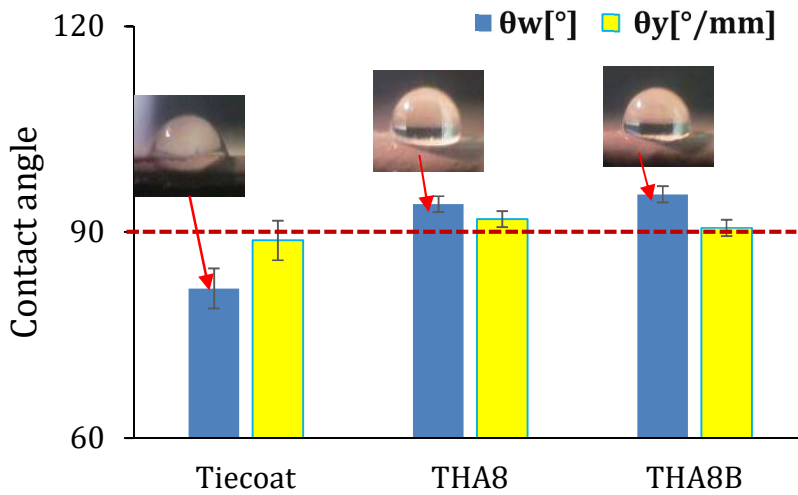 120
θw[°] θy[°/mm]
Contact angle
90
60
Tiecoat THA8 THA8B